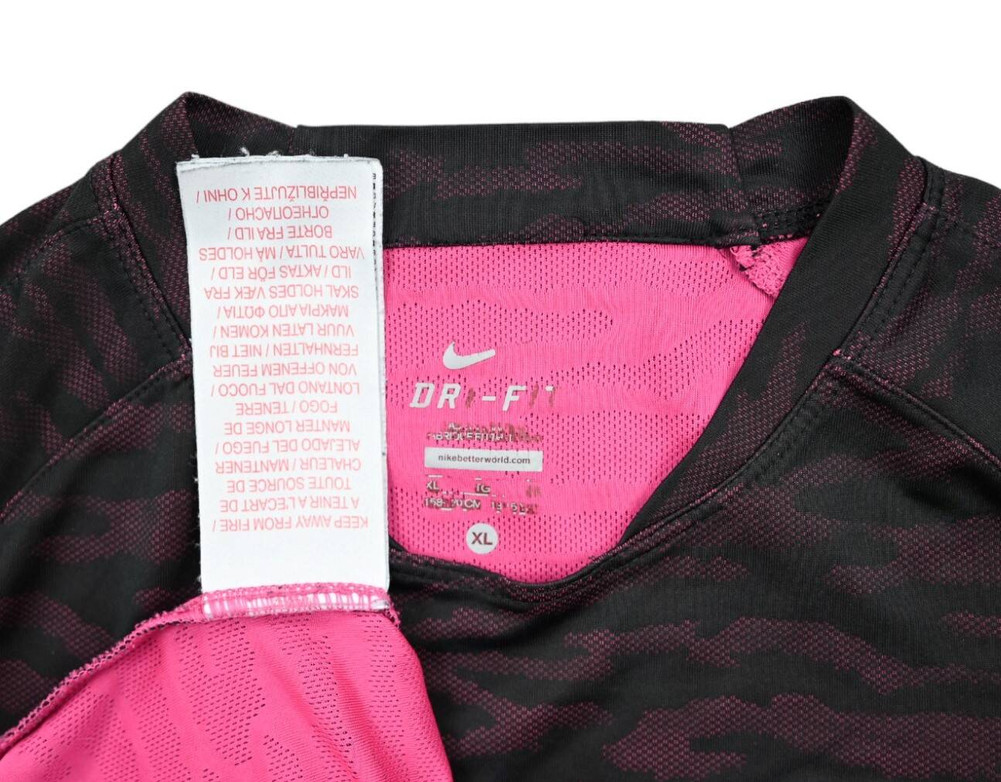 KEEP AWAY FROM FIRE /
A TENIR A L'ECART DE
TOUTE SOURCE DE
CHALEUR / MANTENER
ALEJADO DEL FUEGO /
MANTER LONGE DE
FOGO / TENERE
LONTANO DAL FUOCO /
VON OFFENEM FEUER
FERNHALTEN / NIET BIJ
VUUR LATEN KOMEN /
ΜΑΚΡΙΑ ΑΠΟ ΦΩΤΙΑ /
SKAL HOLDES VÆK FRA
ILD / AKTAS FÖR ELD /
VARO TULTA / MÅ HOLDES
BORTE FRA ILD /
ОГНЕОПАСНО /
NEPŘIBLIŽUJTE K OHNI /
DRI-FIT
nikebetterworld.com
XL TG
XL